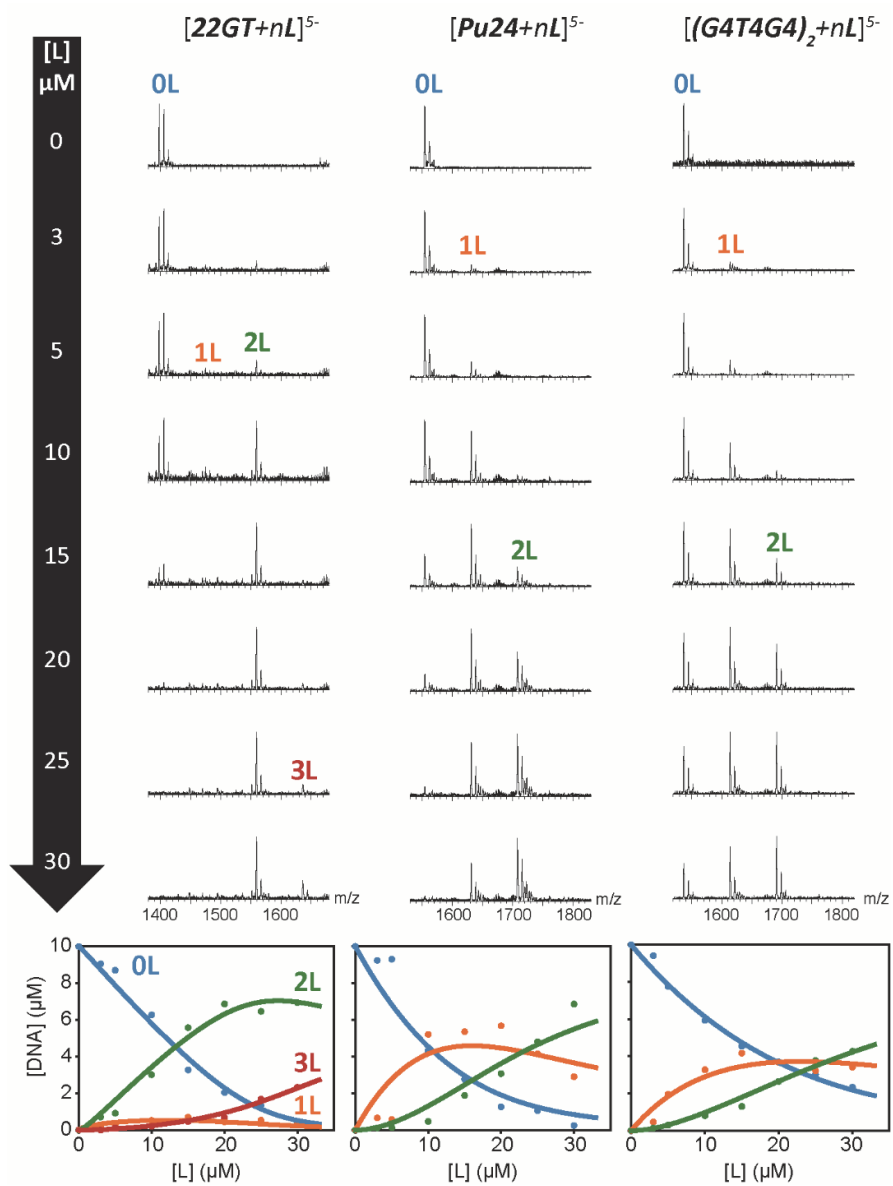 [22GT+nL]5-
[Pu24+nL]5-
[(G4T4G4)2+nL]5-
[L]
μM
0L
0L
0L
0
3
1L
1L
5
1L
2L
10
15
2L
2L
20
25
3L
30
m/z
m/z
m/z
1400 1500 1600
1600 1700 1800
1600 1700 1800
10
8
6
4
2
0
[DNA] (μM)
0L
2L
3L
1L
0 10 20 30
0 10 20 30
0 10 20 30
[L] (μM)
[L] (μM)
[L] (μM)